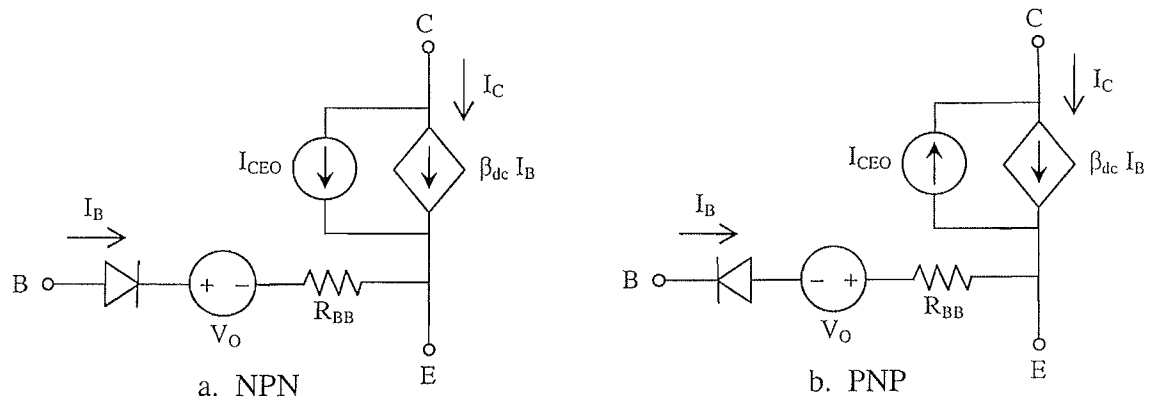 C
I_C
I_CEO
β_dc I_B
I_B
B
+ -
R_BB
V_O
E
a. NPN
C
I_C
I_CEO
β_dc I_B
I_B
B
- +
R_BB
V_O
E
b. PNP